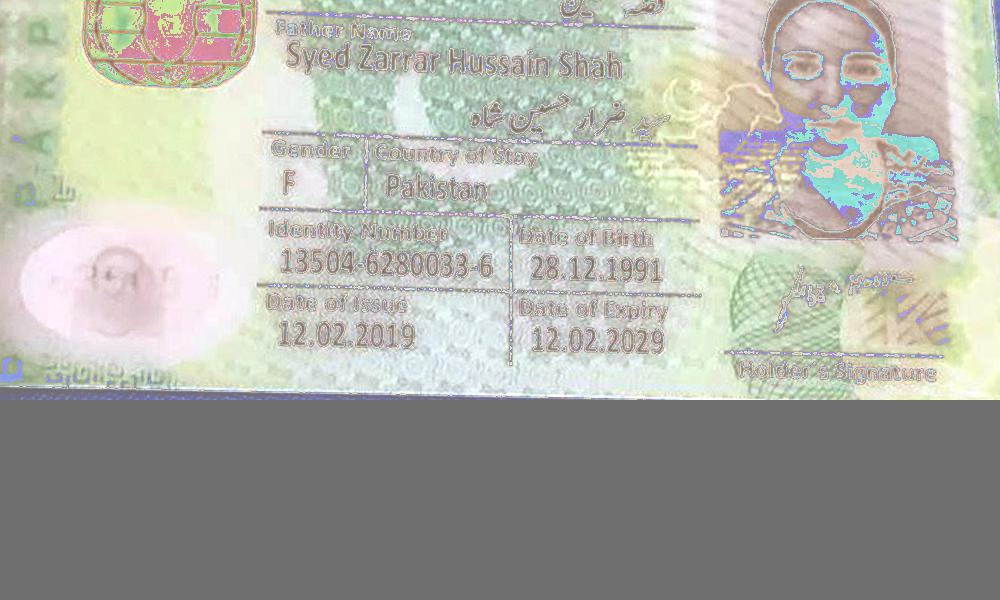 Father Name
Syed Zarrar Hussain Shah
سید ضرار حسین شاہ
Gender Country of Stay
F Pakistan
Identity Number Date of Birth
13504-6280033-6 28.12.1991
Date of Issue Date of Expiry
12.02.2019 12.02.2029
Holder's Signature